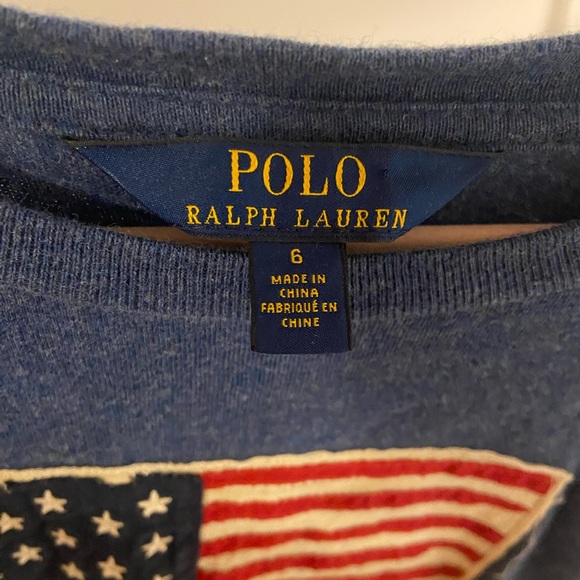 POLO
RALPH LAUREN
6
MADE IN
CHINA
FABRIQUÉ EN
CHINE